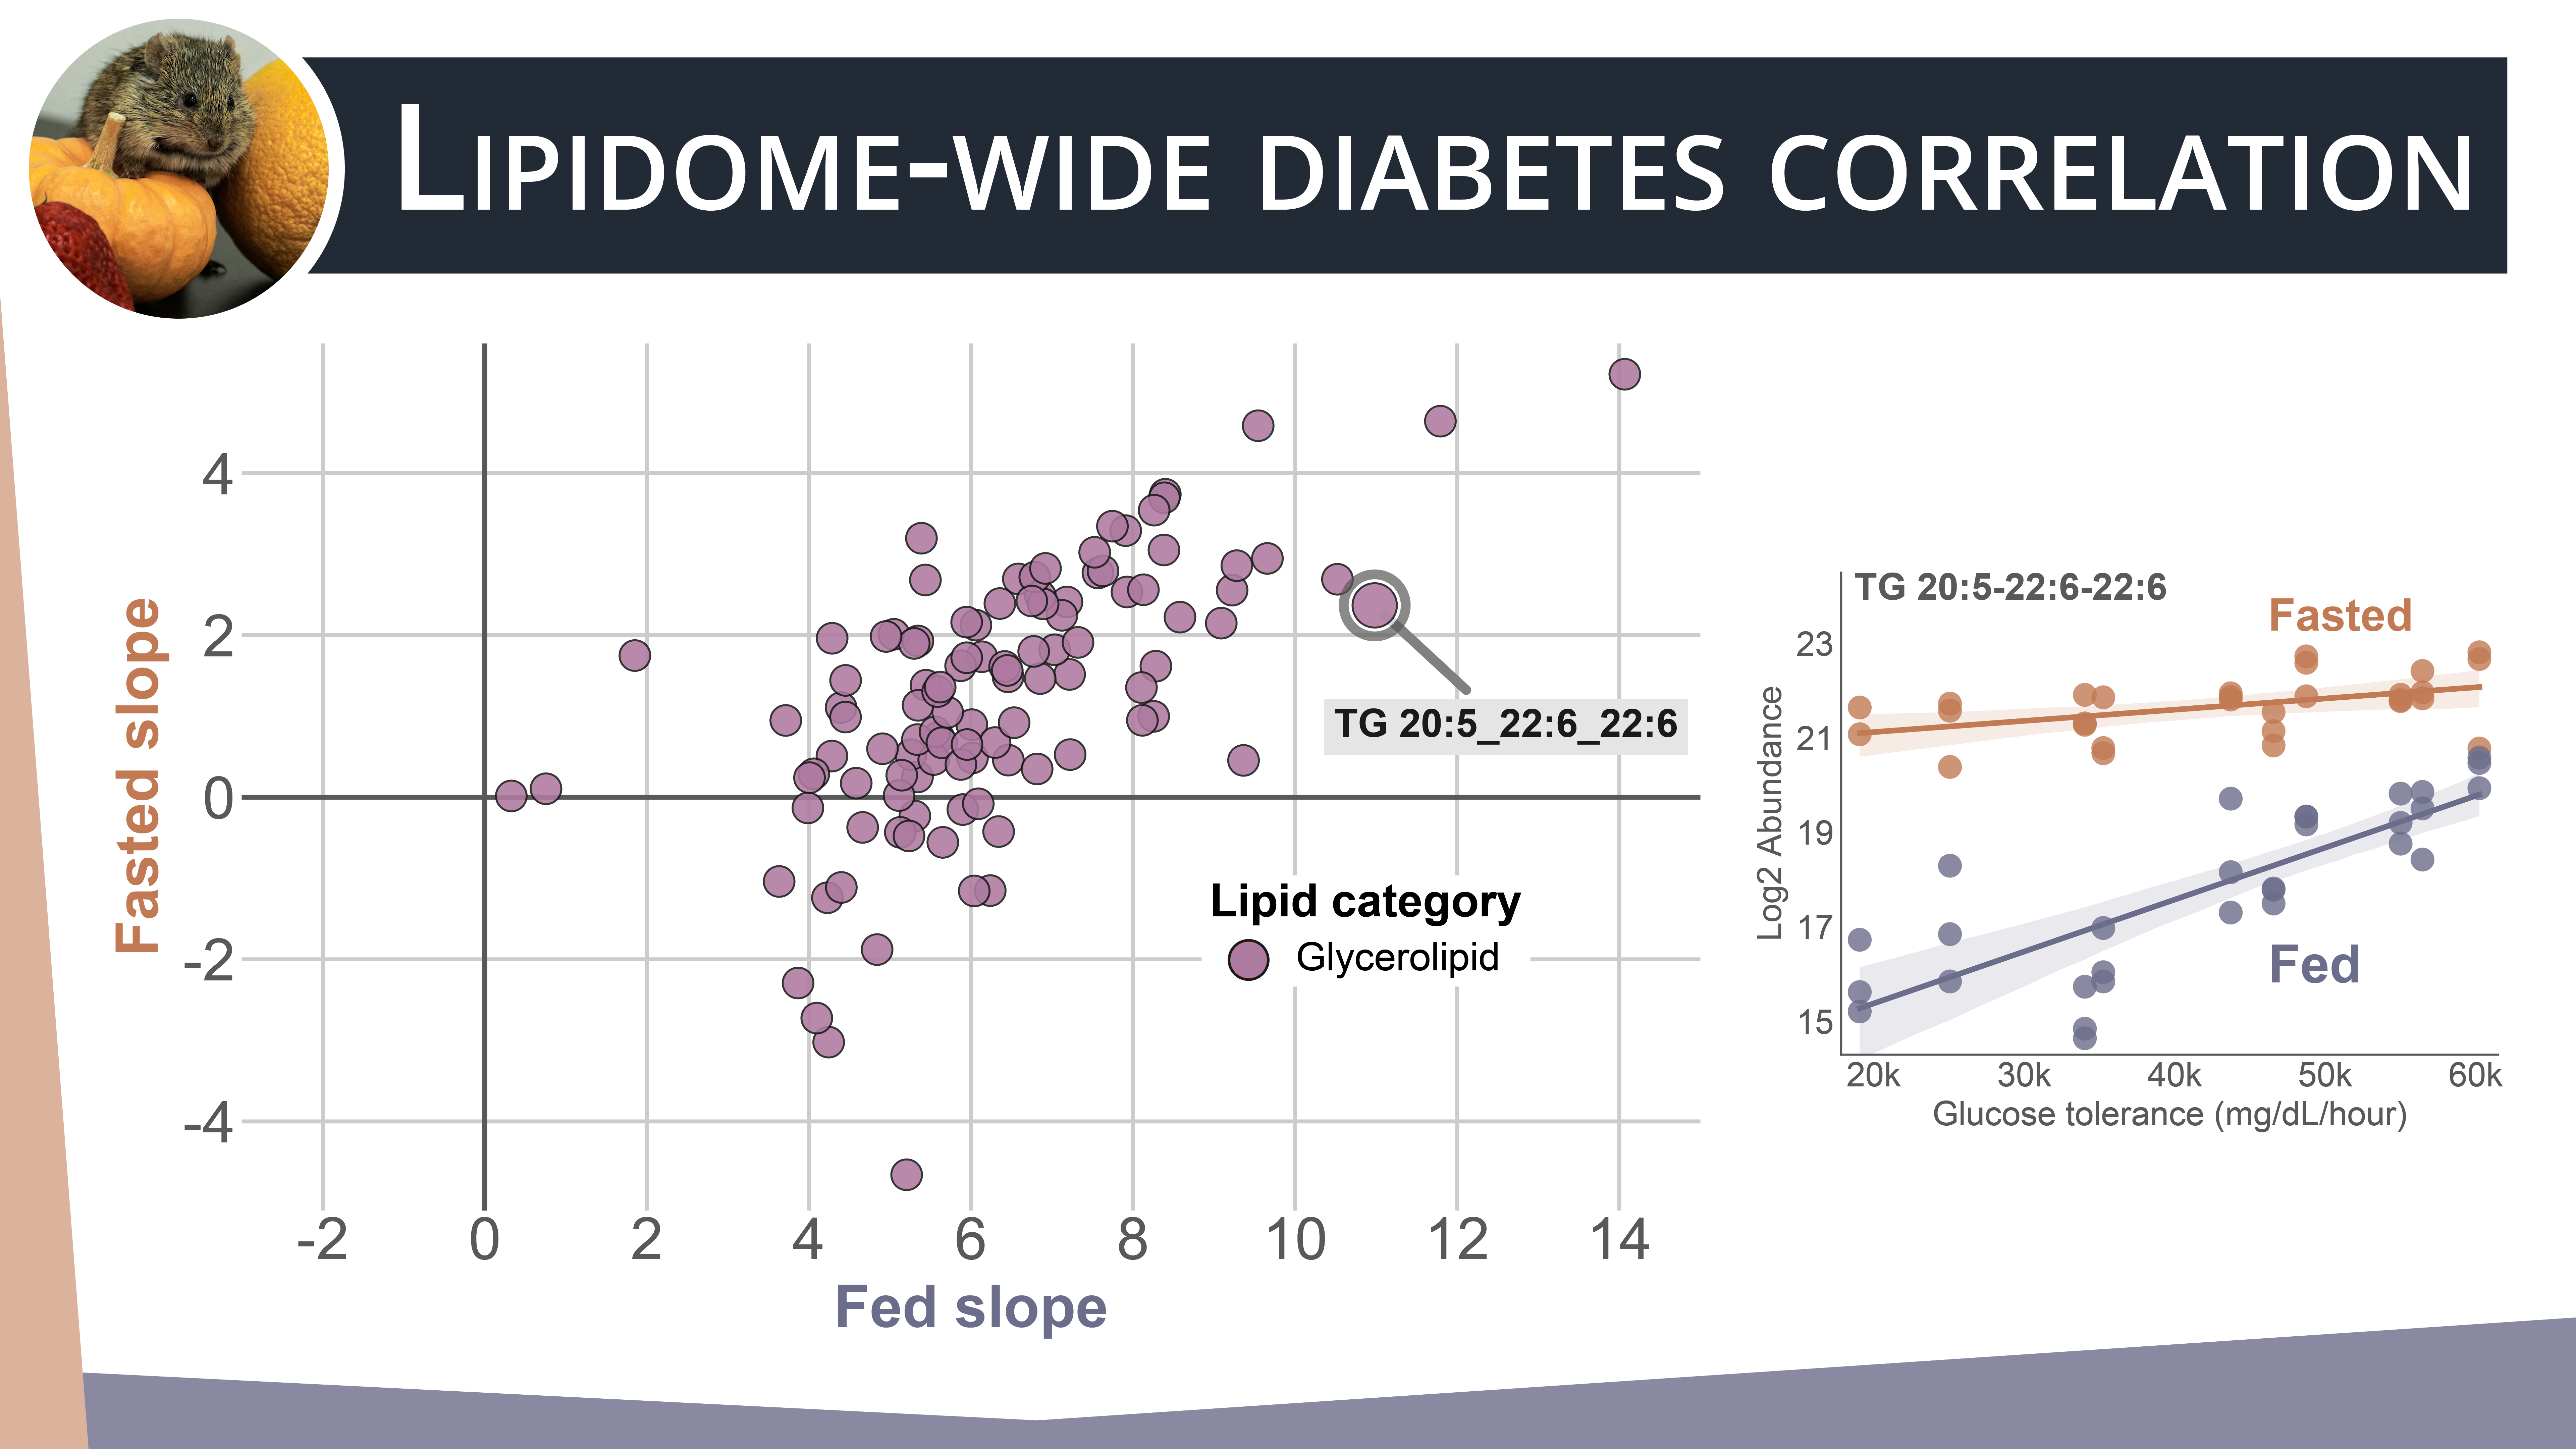 Lipidome-wide diabetes correlation
Fasted slope
4
2
0
-2
-4
-2 0 2 4 6 8 10 12 14
Fed slope
TG 20:5_22:6_22:6
Lipid category
Glycerolipid
TG 20:5-22:6-22:6
Fasted
Fed
Log2 Abundance
23
21
19
17
15
20k 30k 40k 50k 60k
Glucose tolerance (mg/dL/hour)